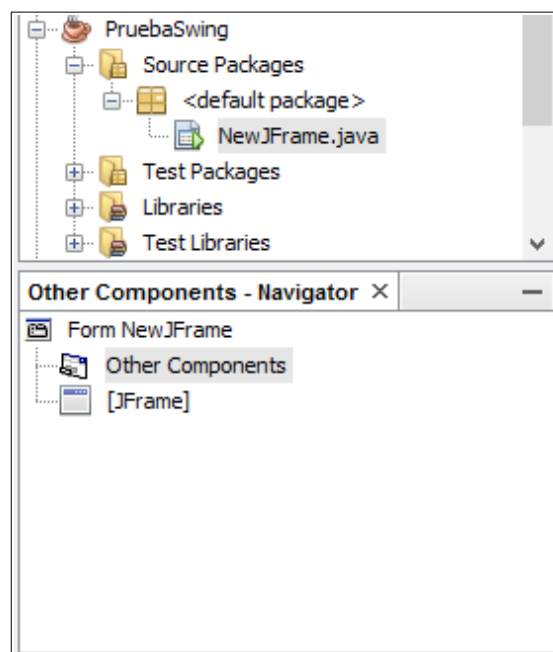 PruebaSwing
Source Packages
<default package>
NewJFrame.java
Test Packages
Libraries
Test Libraries
Other Components - Navigator
Form NewJFrame
Other Components
[JFrame]